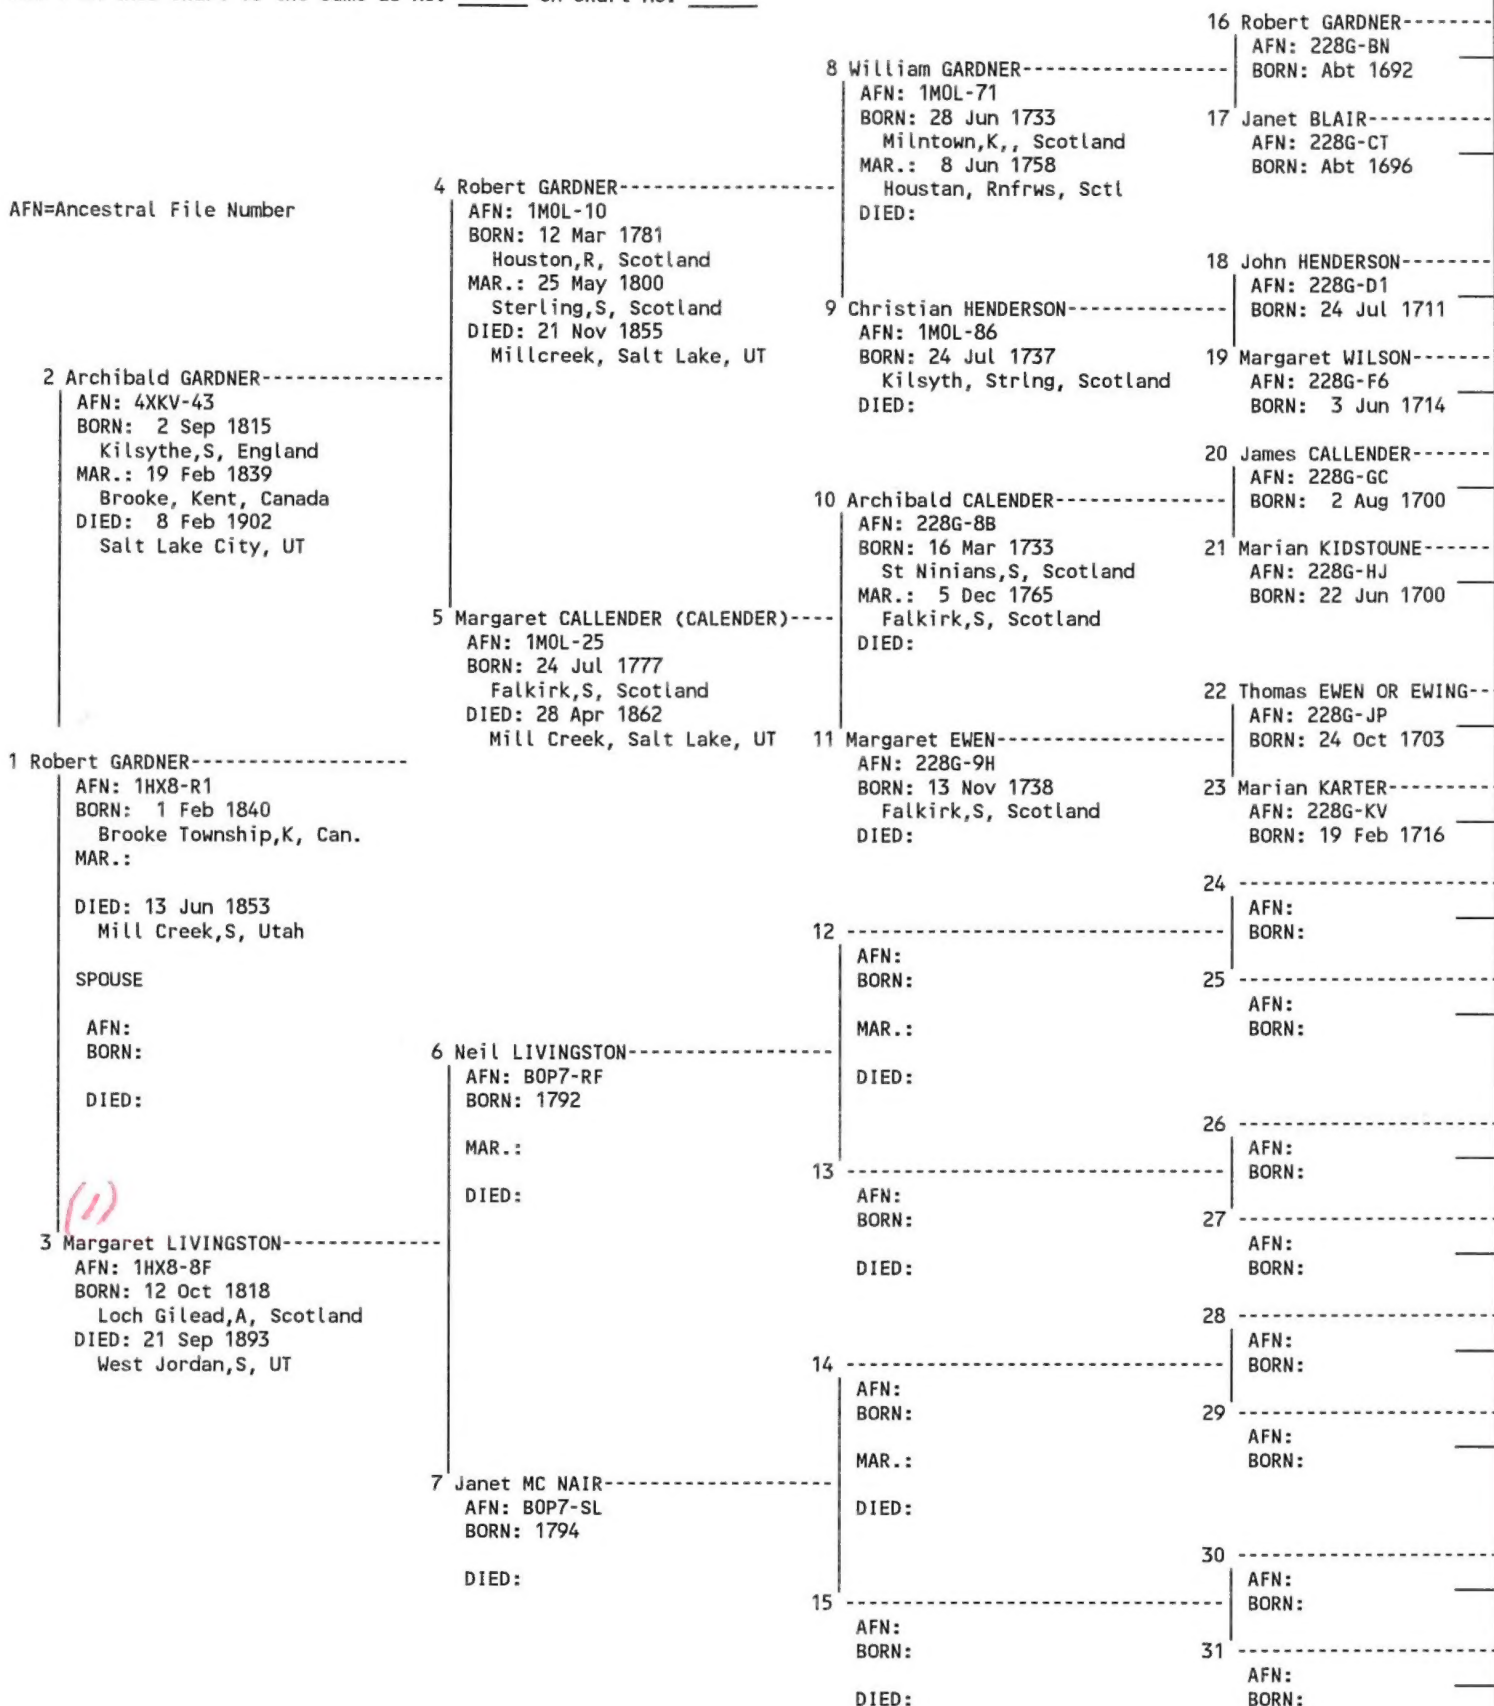 16 Robert GARDNER--------
AFN: 228G-BN
BORN: Abt 1692
8 William GARDNER-----------------
AFN: 1MOL-71
BORN: 28 Jun 1733
Milntown,K,, Scotland
MAR.: 8 Jun 1758
Houstan, Rnfrws, Sctl
DIED:
17 Janet BLAIR-----------
AFN: 228G-CT
BORN: Abt 1696
AFN=Ancestral File Number
4 Robert GARDNER------------------
AFN: 1MOL-10
BORN: 12 Mar 1781
Houston,R, Scotland
MAR.: 25 May 1800
Sterling,S, Scotland
DIED: 21 Nov 1855
Millcreek, Salt Lake, UT
18 John HENDERSON--------
AFN: 228G-D1
BORN: 24 Jul 1711
9 Christian HENDERSON-------------
AFN: 1MOL-86
BORN: 24 Jul 1737
Kilsyth, Strlng, Scotland
DIED:
19 Margaret WILSON-------
AFN: 228G-F6
BORN: 3 Jun 1714
2 Archibald GARDNER---------------
AFN: 4XKV-43
BORN: 2 Sep 1815
Kilsythe,S, England
MAR.: 19 Feb 1839
Brooke, Kent, Canada
DIED: 8 Feb 1902
Salt Lake City, UT
20 James CALLENDER-------
AFN: 228G-GC
BORN: 2 Aug 1700
10 Archibald CALENDER--------------
AFN: 228G-8B
BORN: 16 Mar 1733
St Ninians,S, Scotland
MAR.: 5 Dec 1765
Falkirk,S, Scotland
DIED:
21 Marian KIDSTOUNE------
AFN: 228G-HJ
BORN: 22 Jun 1700
5 Margaret CALLENDER (CALENDER)----
AFN: 1MOL-25
BORN: 24 Jul 1777
Falkirk,S, Scotland
DIED: 28 Apr 1862
Mill Creek, Salt Lake, UT
22 Thomas EWEN OR EWING--
AFN: 228G-JP
BORN: 24 Oct 1703
11 Margaret EWEN-------------------
AFN: 228G-9H
BORN: 13 Nov 1738
Falkirk,S, Scotland
DIED:
23 Marian KARTER---------
AFN: 228G-KV
BORN: 19 Feb 1716
1 Robert GARDNER------------------
AFN: 1HX8-R1
BORN: 1 Feb 1840
Brooke Township,K, Can.
MAR.:
DIED: 13 Jun 1853
Mill Creek,S, Utah
SPOUSE
AFN:
BORN:
DIED:
24 ----------------------
AFN:
BORN:
12 --------------------------------
AFN:
BORN:
MAR.:
DIED:
25 ----------------------
AFN:
BORN:
6 Neil LIVINGSTON-----------------
AFN: BOP7-RF
BORN: 1792
MAR.:
DIED:
26 ----------------------
AFN:
BORN:
13 --------------------------------
AFN:
BORN:
DIED:
27 ----------------------
AFN:
BORN:
(1)
3 Margaret LIVINGSTON-------------
AFN: 1HX8-8F
BORN: 12 Oct 1818
Loch Gilead,A, Scotland
DIED: 21 Sep 1893
West Jordan,S, UT
28 ----------------------
AFN:
BORN:
14 --------------------------------
AFN:
BORN:
MAR.:
DIED:
29 ----------------------
AFN:
BORN:
7 Janet MC NAIR-------------------
AFN: BOP7-SL
BORN: 1794
DIED:
30 ----------------------
AFN:
BORN:
15 --------------------------------
AFN:
BORN:
DIED:
31 ----------------------
AFN:
BORN: